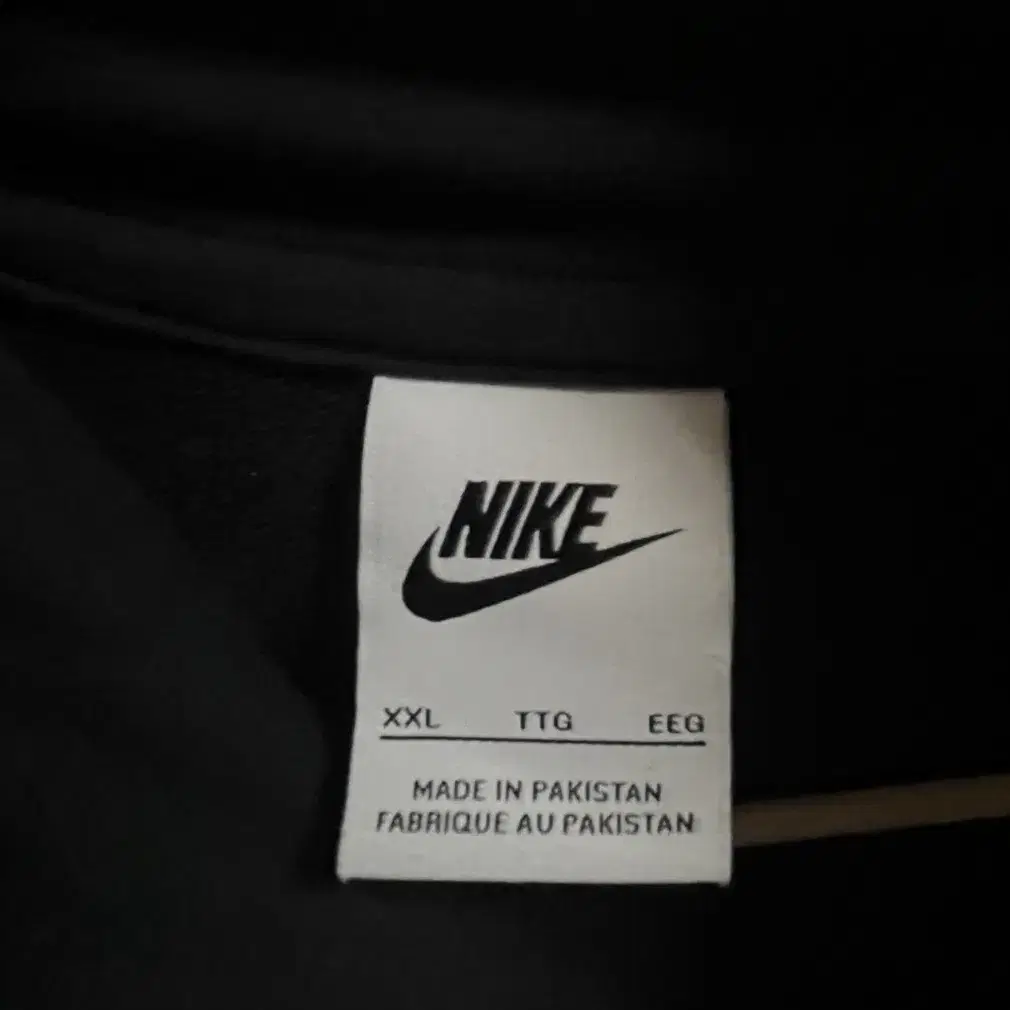 NIKE
XXL TTG EEG
MADE IN PAKISTAN
FABRIQUE AU PAKISTAN